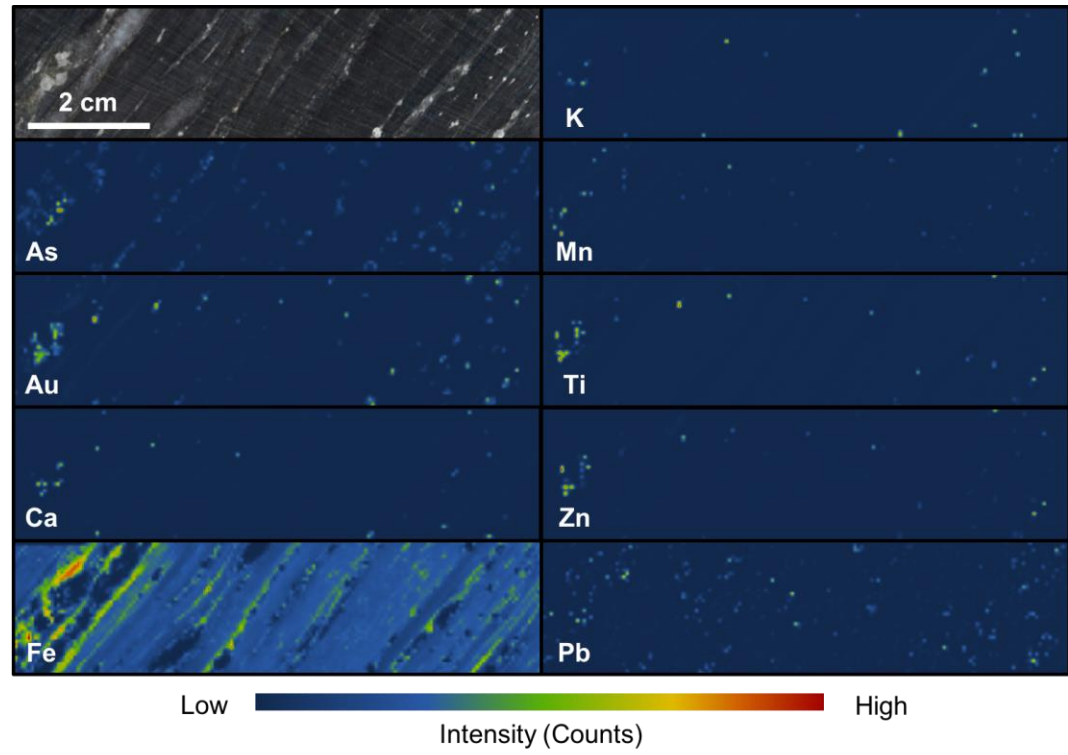 2 cm
K
As
Mn
Au
Ti
Ca
Zn
Fe
Pb
Low
High
Intensity (Counts)